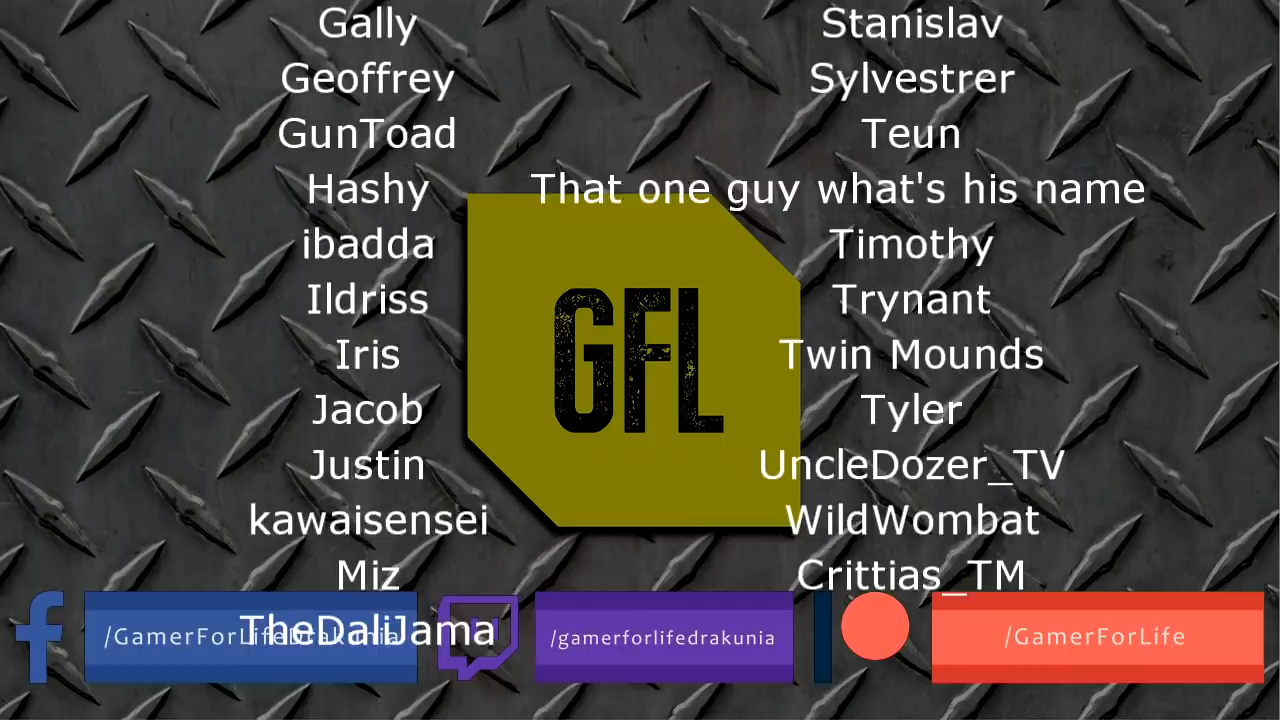 Gally
Geoffrey
GunToad
Hashy
ibadda
Ildriss
Iris
Jacob
Justin
kawaisensei
Miz
TheDaliJama
Stanislav
Sylvestrer
Teun
That one guy what's his name
Timothy
Trynant
Twin Mounds
Tyler
UncleDozer_TV
WildWombat
Crittias_TM
GFL
/GamerForLifeDrakunia
/gamerforlifedrakunia
/GamerForLife